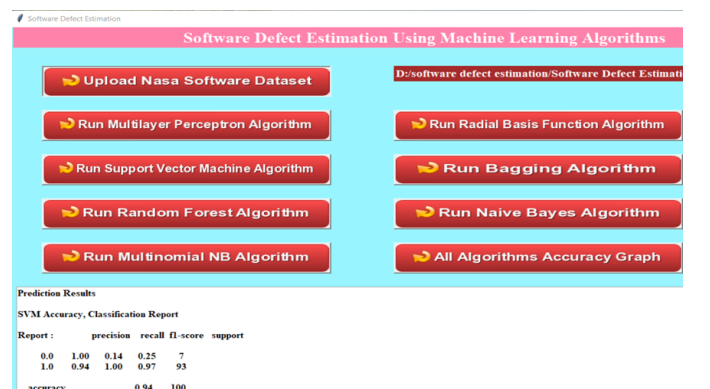 Software Defect Estimation
Software Defect Estimation Using Machine Learning Algorithms
Upload Nasa Software Dataset
D:/software defect estimation/Software Defect Estimati
Run Multilayer Perceptron Algorithm
Run Radial Basis Function Algorithm
Run Support Vector Machine Algorithm
Run Bagging Algorithm
Run Random Forest Algorithm
Run Naive Bayes Algorithm
Run Multinomial NB Algorithm
All Algorithms Accuracy Graph
Prediction Results
SVM Accuracy, Classification Report
Report : precision recall f1-score support
0.0 1.00 0.14 0.25 7
1.0 0.94 1.00 0.97 93
accuracy 0.94 100